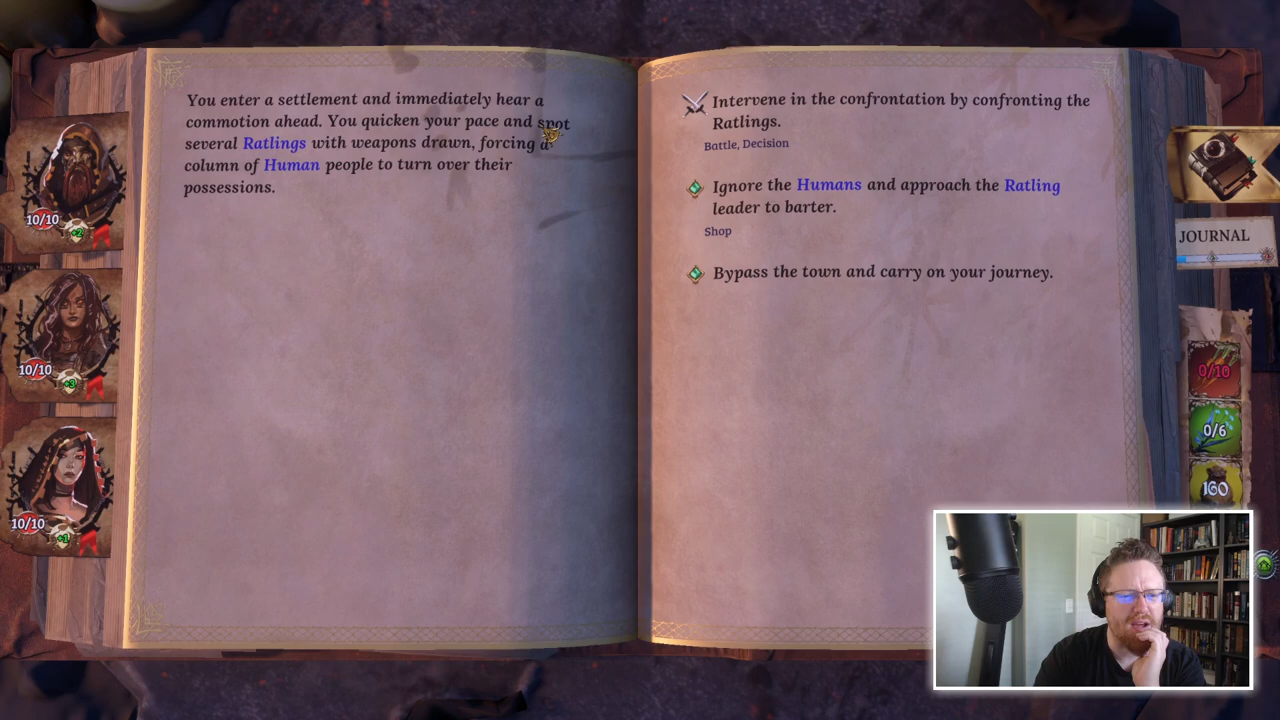 You enter a settlement and immediately hear a
commotion ahead. You quicken your pace and spot
several Ratlings with weapons drawn, forcing a
column of Human people to turn over their
possessions.
Intervene in the confrontation by confronting the
Ratlings.
Battle, Decision
Ignore the Humans and approach the Ratling
leader to barter.
Shop
Bypass the town and carry on your journey.
10/10
+2
10/10
+3
10/10
+1
JOURNAL
0/10
0/6
160